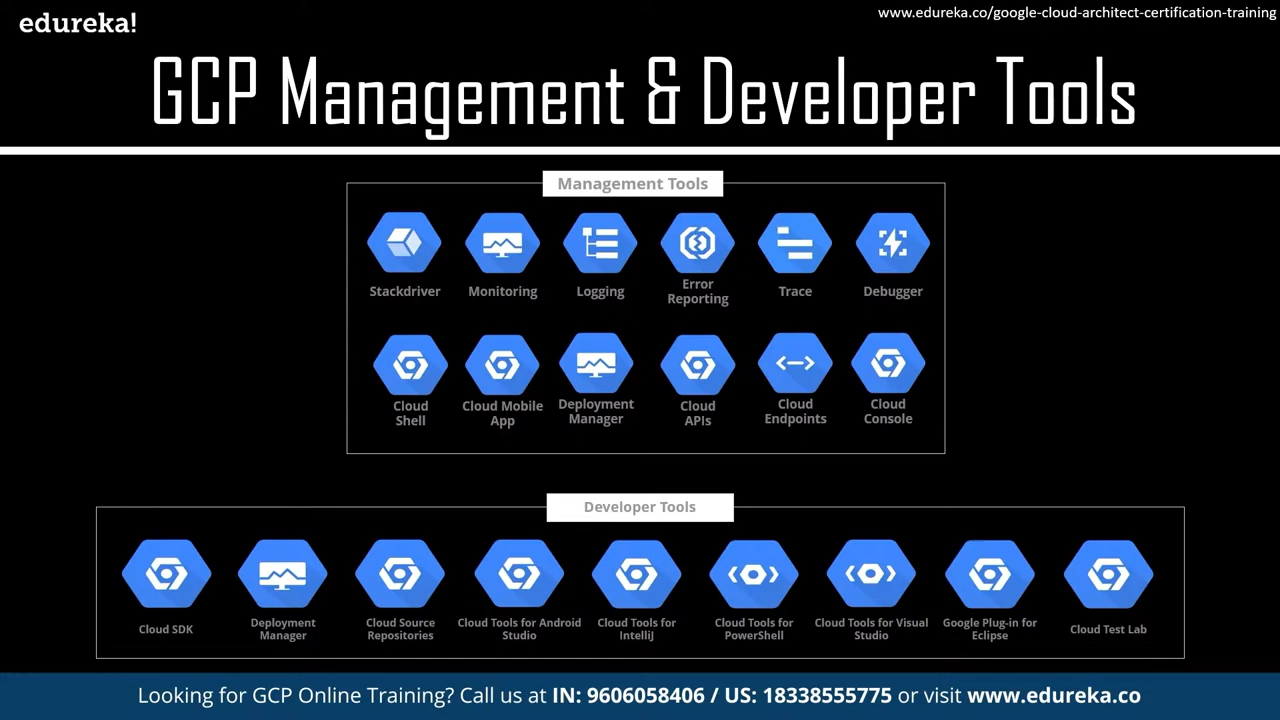 edureka!
www.edureka.co/google-cloud-architect-certification-training
GCP Management & Developer Tools
Management Tools
Stackdriver
Monitoring
Logging
Error
Reporting
Trace
Debugger
Cloud
Shell
Cloud Mobile
App
Deployment
Manager
Cloud
APIs
Cloud
Endpoints
Cloud
Console
Developer Tools
Cloud SDK
Deployment
Manager
Cloud Source
Repositories
Cloud Tools for Android
Studio
Cloud Tools for
IntelliJ
Cloud Tools for
PowerShell
Cloud Tools for Visual
Studio
Google Plug-in for
Eclipse
Cloud Test Lab
Looking for GCP Online Training? Call us at IN: 9606058406 / US: 18338555775 or visit www.edureka.co